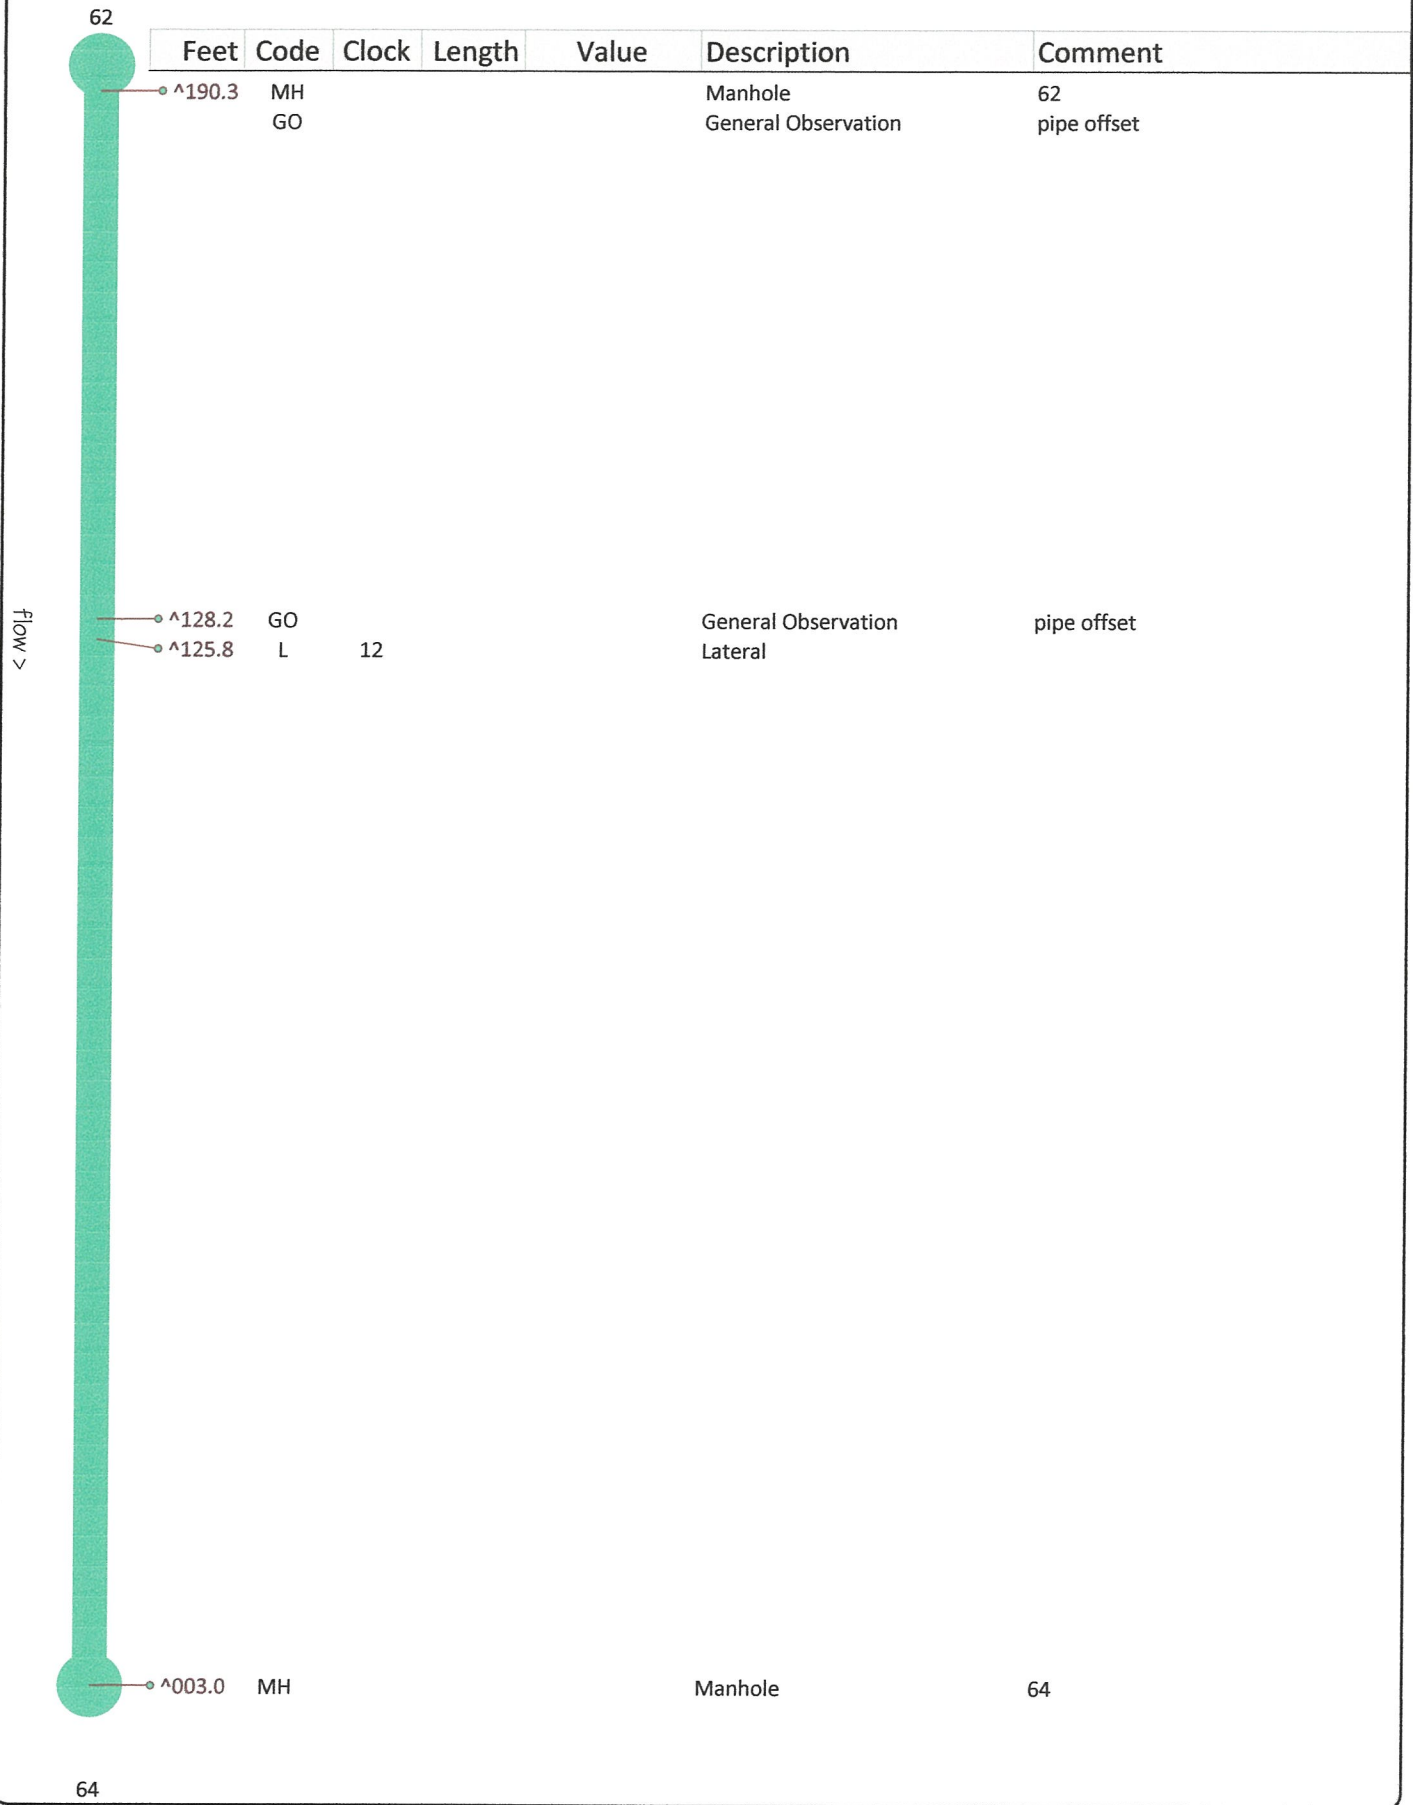 62
Feet Code Clock Length Value Description Comment
^190.3 MH Manhole 62
GO General Observation pipe offset
^128.2 GO General Observation pipe offset
flow >
^125.8 L 12 Lateral
^003.0 MH Manhole 64
64